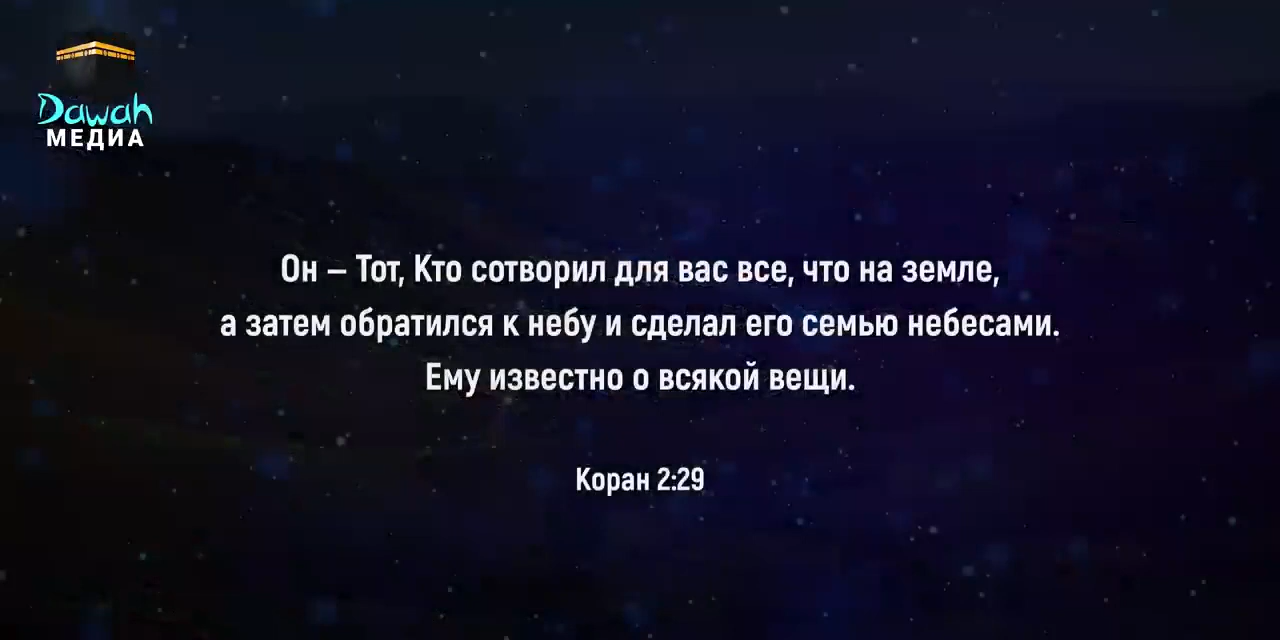 Dawah
МЕДИА
Он – Тот, Кто сотворил для вас все, что на земле,
а затем обратился к небу и сделал его семью небесами.
Ему известно о всякой вещи.
Коран 2:29